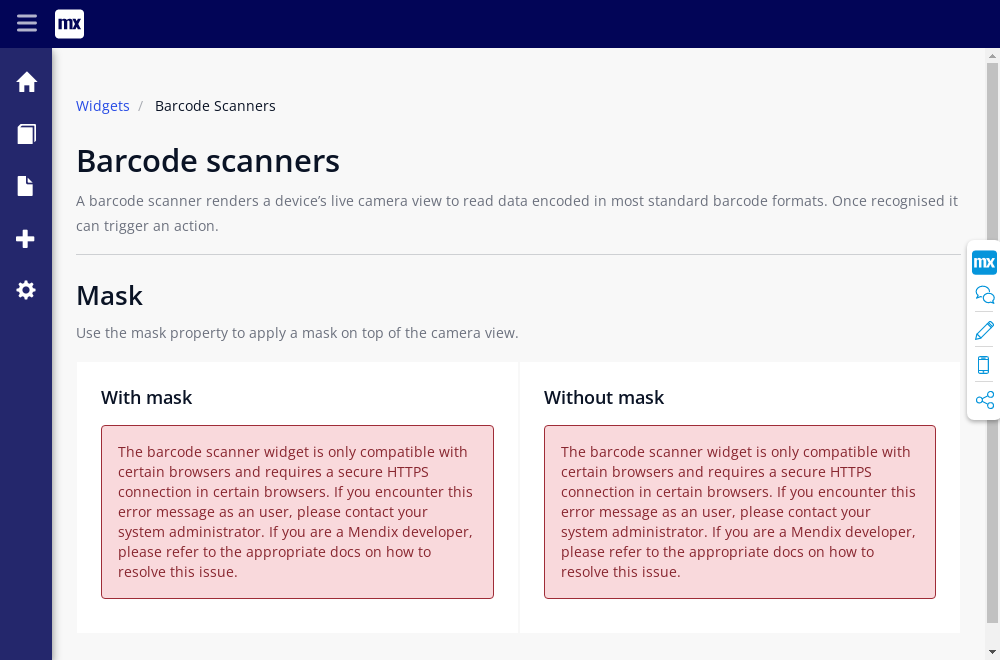 mx
Widgets / Barcode Scanners
Barcode scanners
A barcode scanner renders a device’s live camera view to read data encoded in most standard barcode formats. Once recognised it
can trigger an action.
mx
Mask
Use the mask property to apply a mask on top of the camera view.
With mask
The barcode scanner widget is only compatible with
certain browsers and requires a secure HTTPS
connection in certain browsers. If you encounter this
error message as an user, please contact your
system administrator. If you are a Mendix developer,
please refer to the appropriate docs on how to
resolve this issue.
Without mask
The barcode scanner widget is only compatible with
certain browsers and requires a secure HTTPS
connection in certain browsers. If you encounter this
error message as an user, please contact your
system administrator. If you are a Mendix developer,
please refer to the appropriate docs on how to
resolve this issue.